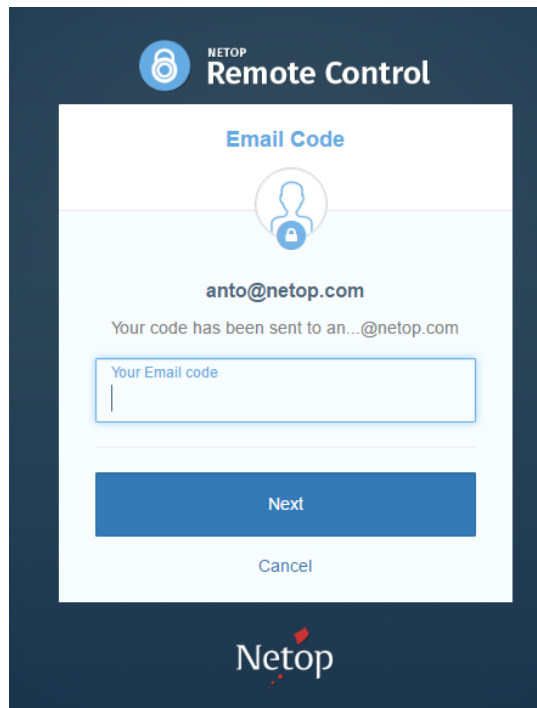 NETOP
Remote Control
Email Code
anto@netop.com
Your code has been sent to an...@netop.com
Your Email code
Next
Cancel
Netop